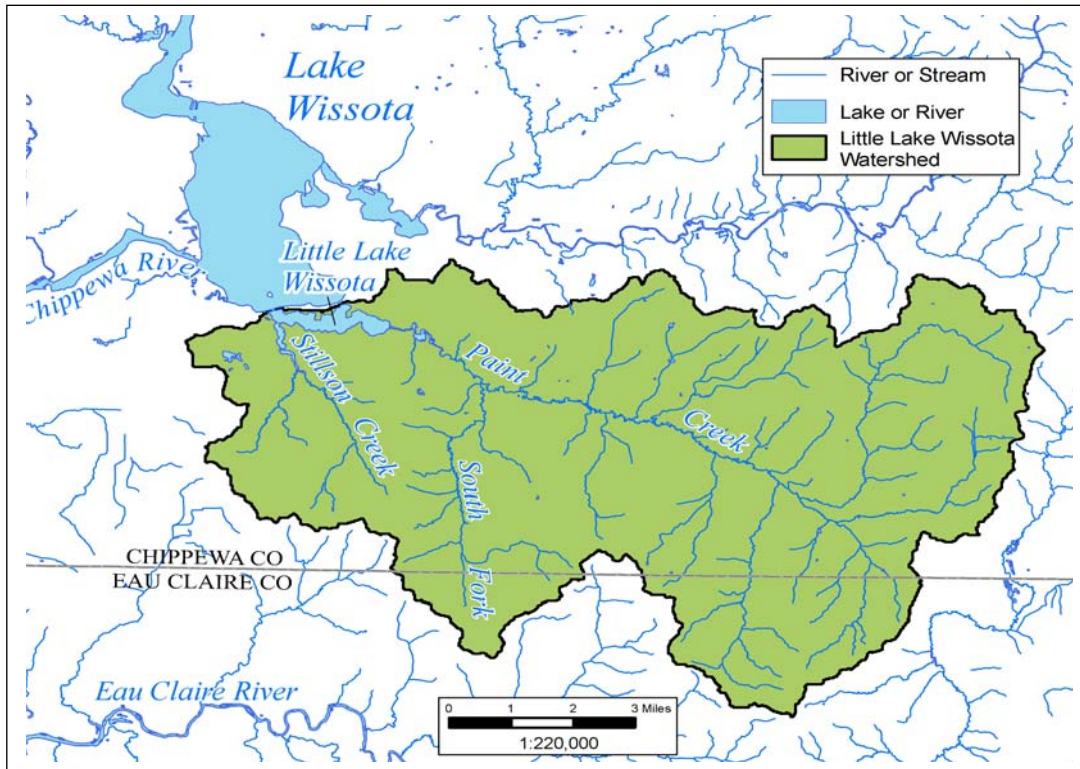 Lake
Wissota
River or Stream
Lake or River
Little Lake Wissota
Watershed
Little Lake
Wissota
Chippewa River
Stillson Creek
Paint Creek
South Fork
CHIPPEWA CO
EAU CLAIRE CO
Eau Claire River
0 1 2 3 Miles
1:220,000